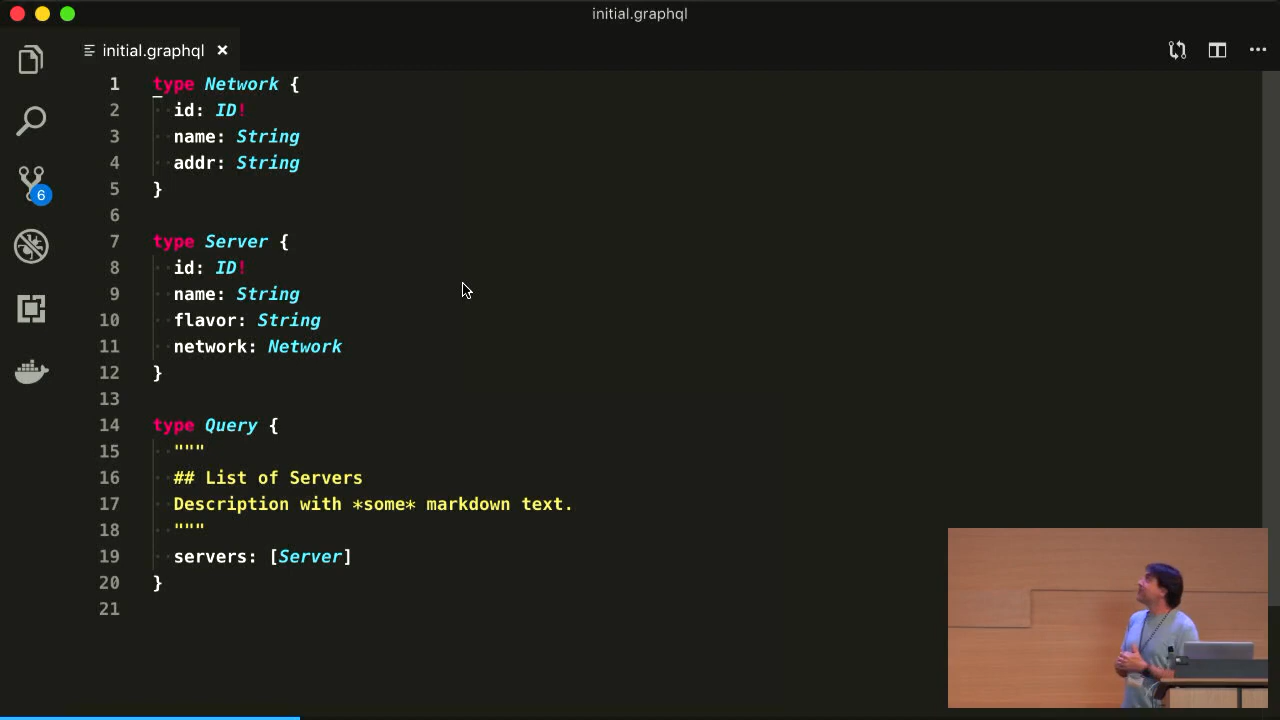 initial.graphql
initial.graphql
6
1 type Network {
2 id: ID!
3 name: String
4 addr: String
5 }
6
7 type Server {
8 id: ID!
9 name: String
10 flavor: String
11 network: Network
12 }
13
14 type Query {
15 """
16 ## List of Servers
17 Description with *some* markdown text.
18 """
19 servers: [Server]
20 }
21